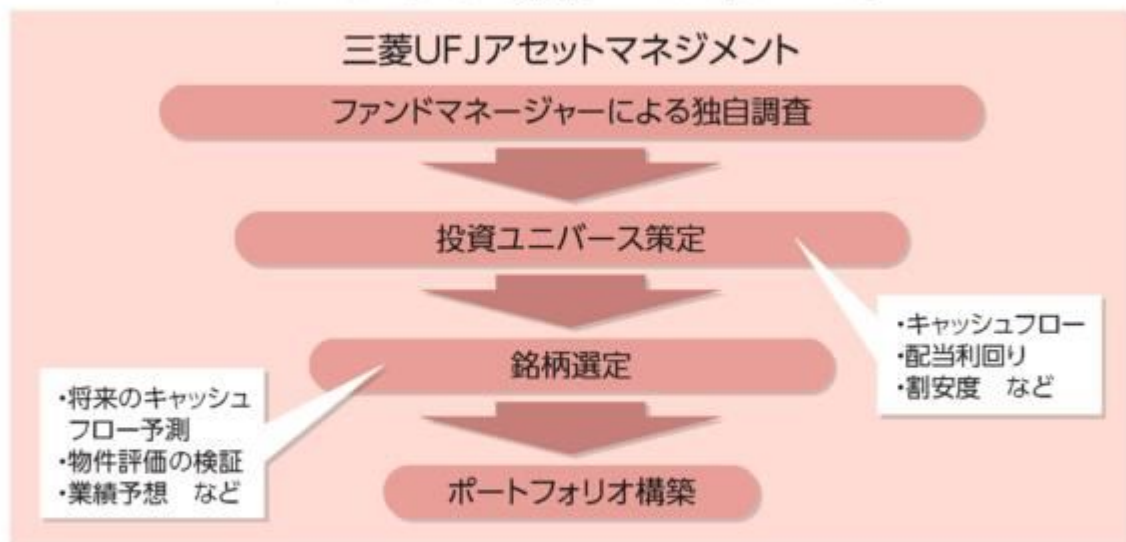 三菱UFJアセットマネジメント
ファンドマネージャーによる独自調査
投資ユニバース策定
・キャッシュフロー
・配当利回り
・割安度　など
銘柄選定
・将来のキャッシュ
フロー予測
・物件評価の検証
・業績予想　など
ポートフォリオ構築